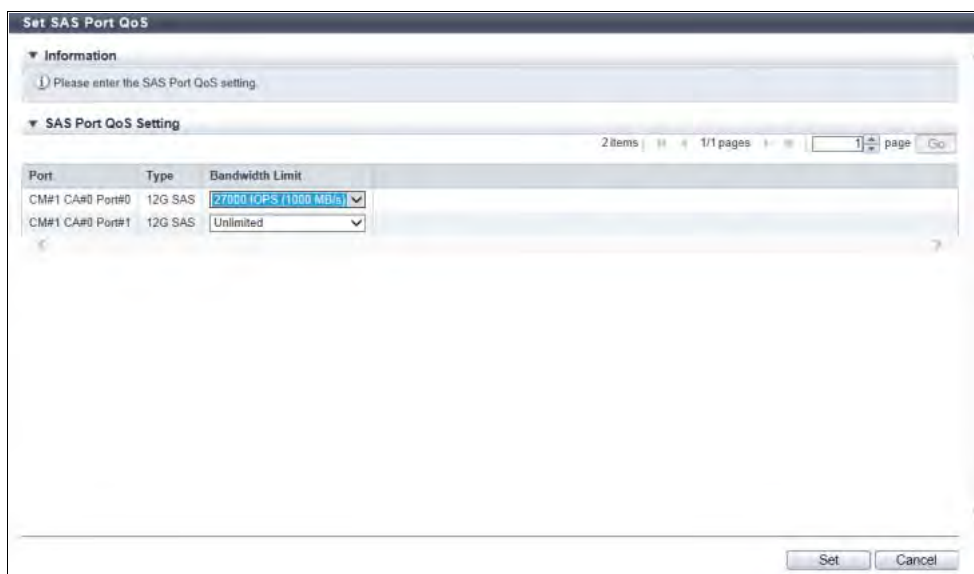 Set SAS Port QoS
Information
Please enter the SAS Port QoS setting.
SAS Port QoS Setting
2 items 1/1 pages 1 page Go
Port Type Bandwidth Limit
CM#1 CA#0 Port#0 12G SAS 27000 IOPS (1000 MB/s)
CM#1 CA#0 Port#1 12G SAS Unlimited
Set Cancel